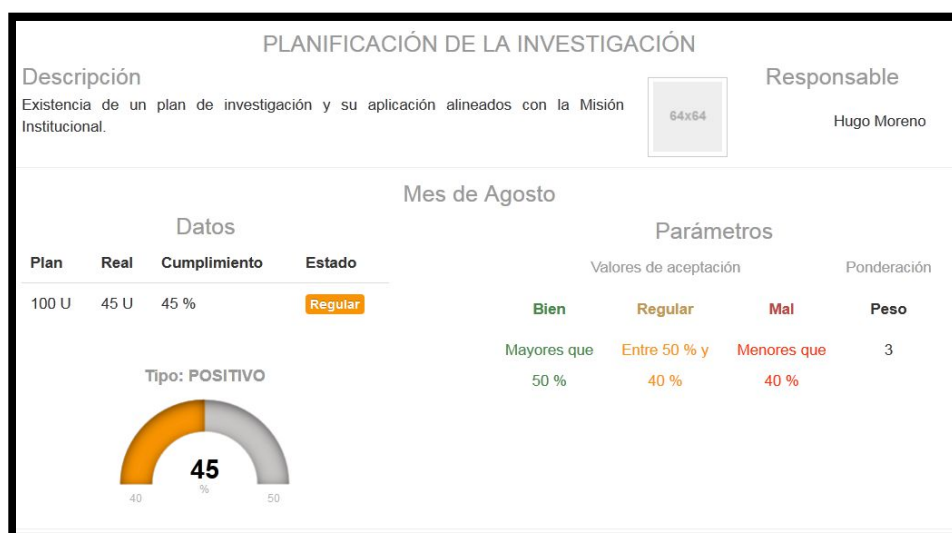 PLANIFICACIÓN DE LA INVESTIGACIÓN
Descripción
Existencia de un plan de investigación y su aplicación alineados con la Misión
Institucional.
64x64
Responsable
Hugo Moreno
Mes de Agosto
Datos
Plan Real Cumplimiento Estado
100 U 45 U 45 % Regular
Tipo: POSITIVO
45
%
40 50
Parámetros
Valores de aceptación Ponderación
Bien Regular Mal Peso
Mayores que Entre 50 % y Menores que 3
50 % 40 % 40 %